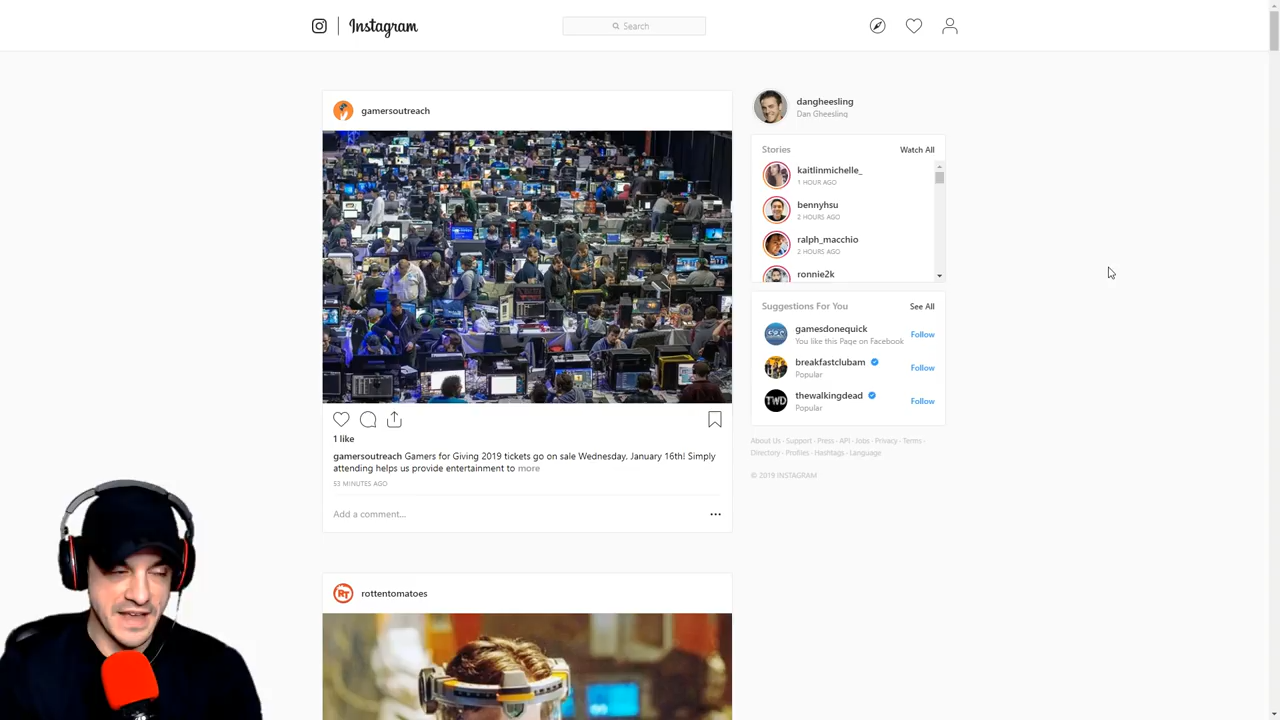 Instagram
Search
gamersoutreach
1 like
gamersoutreach Gamers for Giving 2019 tickets go on sale Wednesday, January 16th! Simply
attending helps us provide entertainment to more
53 MINUTES AGO
Add a comment...
rottentomatoes
RT
dangheesling
Dan Gheesling
Stories Watch All
kaitlinmichelle_
1 HOUR AGO
bennyhsu
2 HOURS AGO
ralph_macchio
2 HOURS AGO
ronnie2k
Suggestions For You See All
gamesdonequick
You like this Page on Facebook
Follow
breakfastclubam
Popular
Follow
TWD
thewalkingdead
Popular
Follow
About Us · Support · Press · API · Jobs · Privacy · Terms ·
Directory · Profiles · Hashtags · Language
© 2019 INSTAGRAM